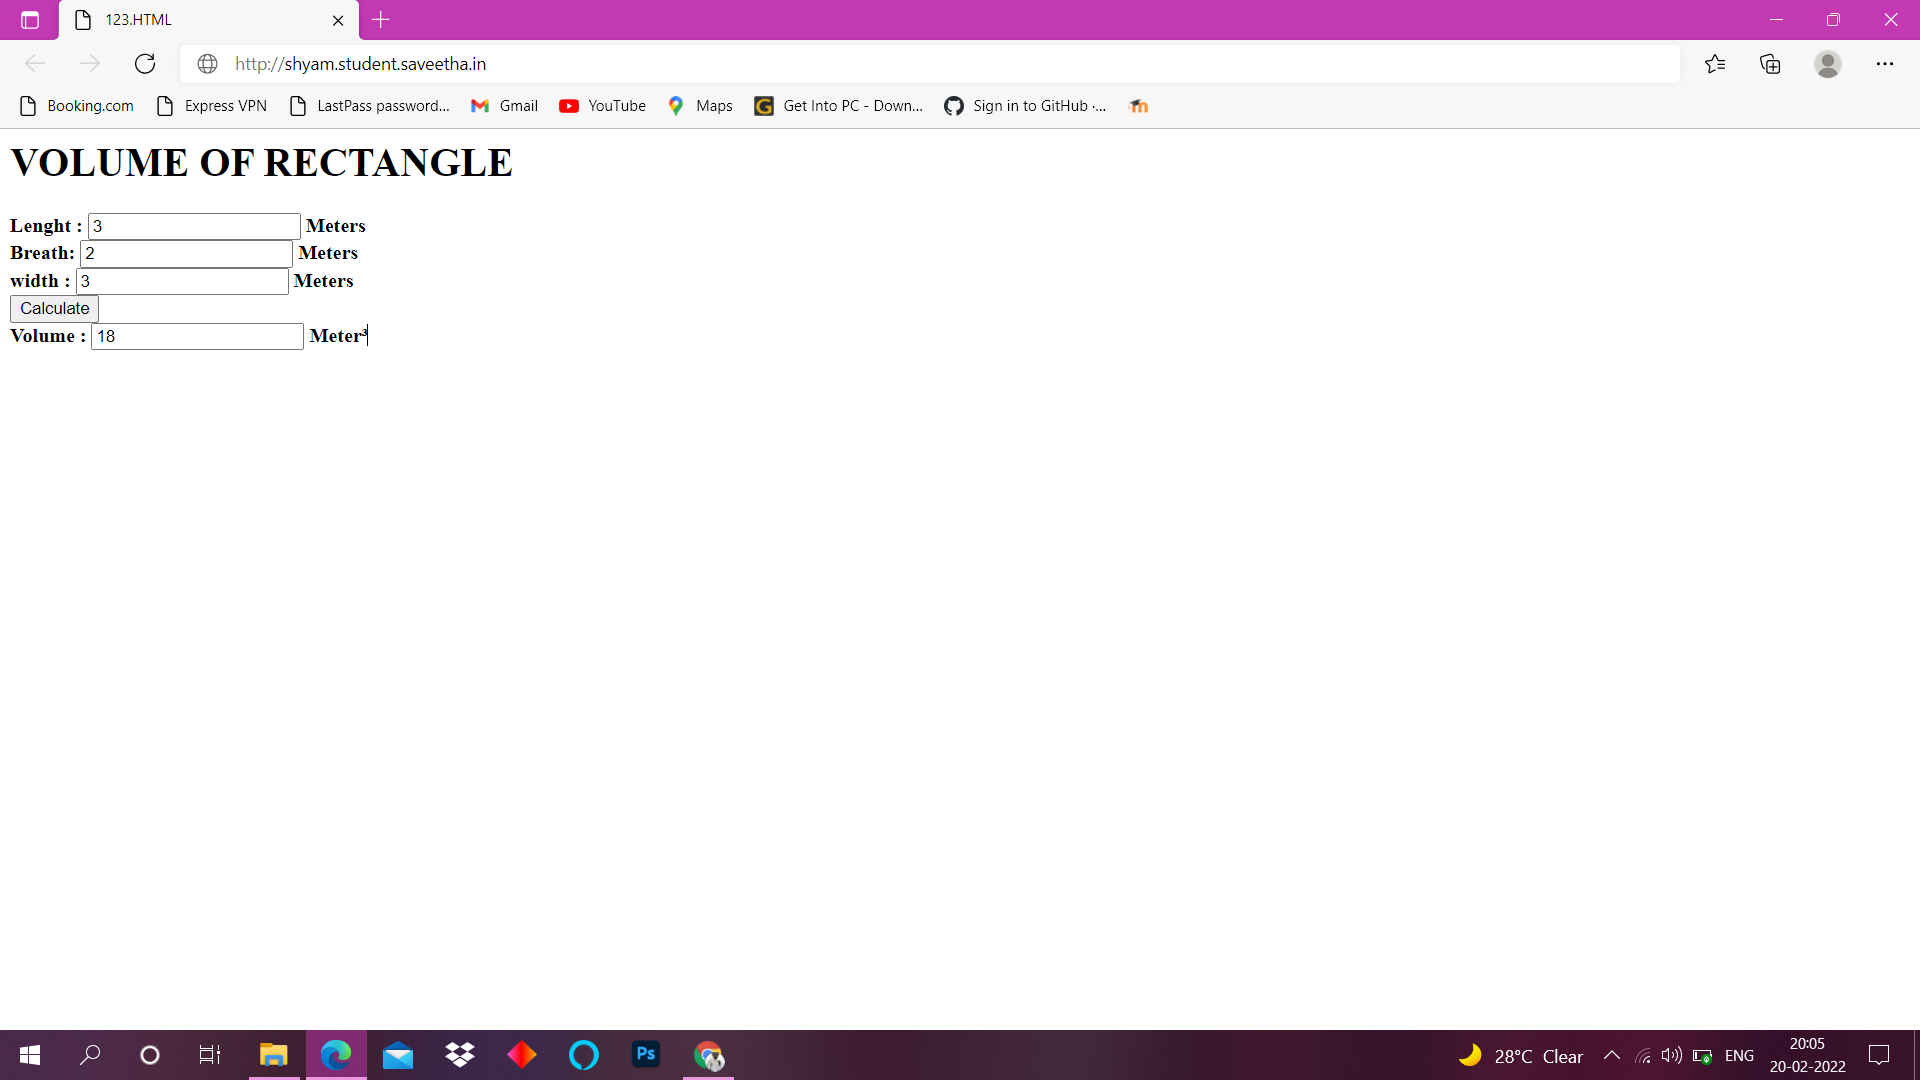 123.HTML
http://shyam.student.saveetha.in
Booking.com Express VPN LastPass password... Gmail YouTube Maps Get Into PC - Down... Sign in to GitHub ·...
VOLUME OF RECTANGLE
Lenght : 3 Meters
Breath: 2 Meters
width : 3 Meters
Calculate
Volume : 18 Meter³
Ps
28°C Clear
ENG
20:05
20-02-2022